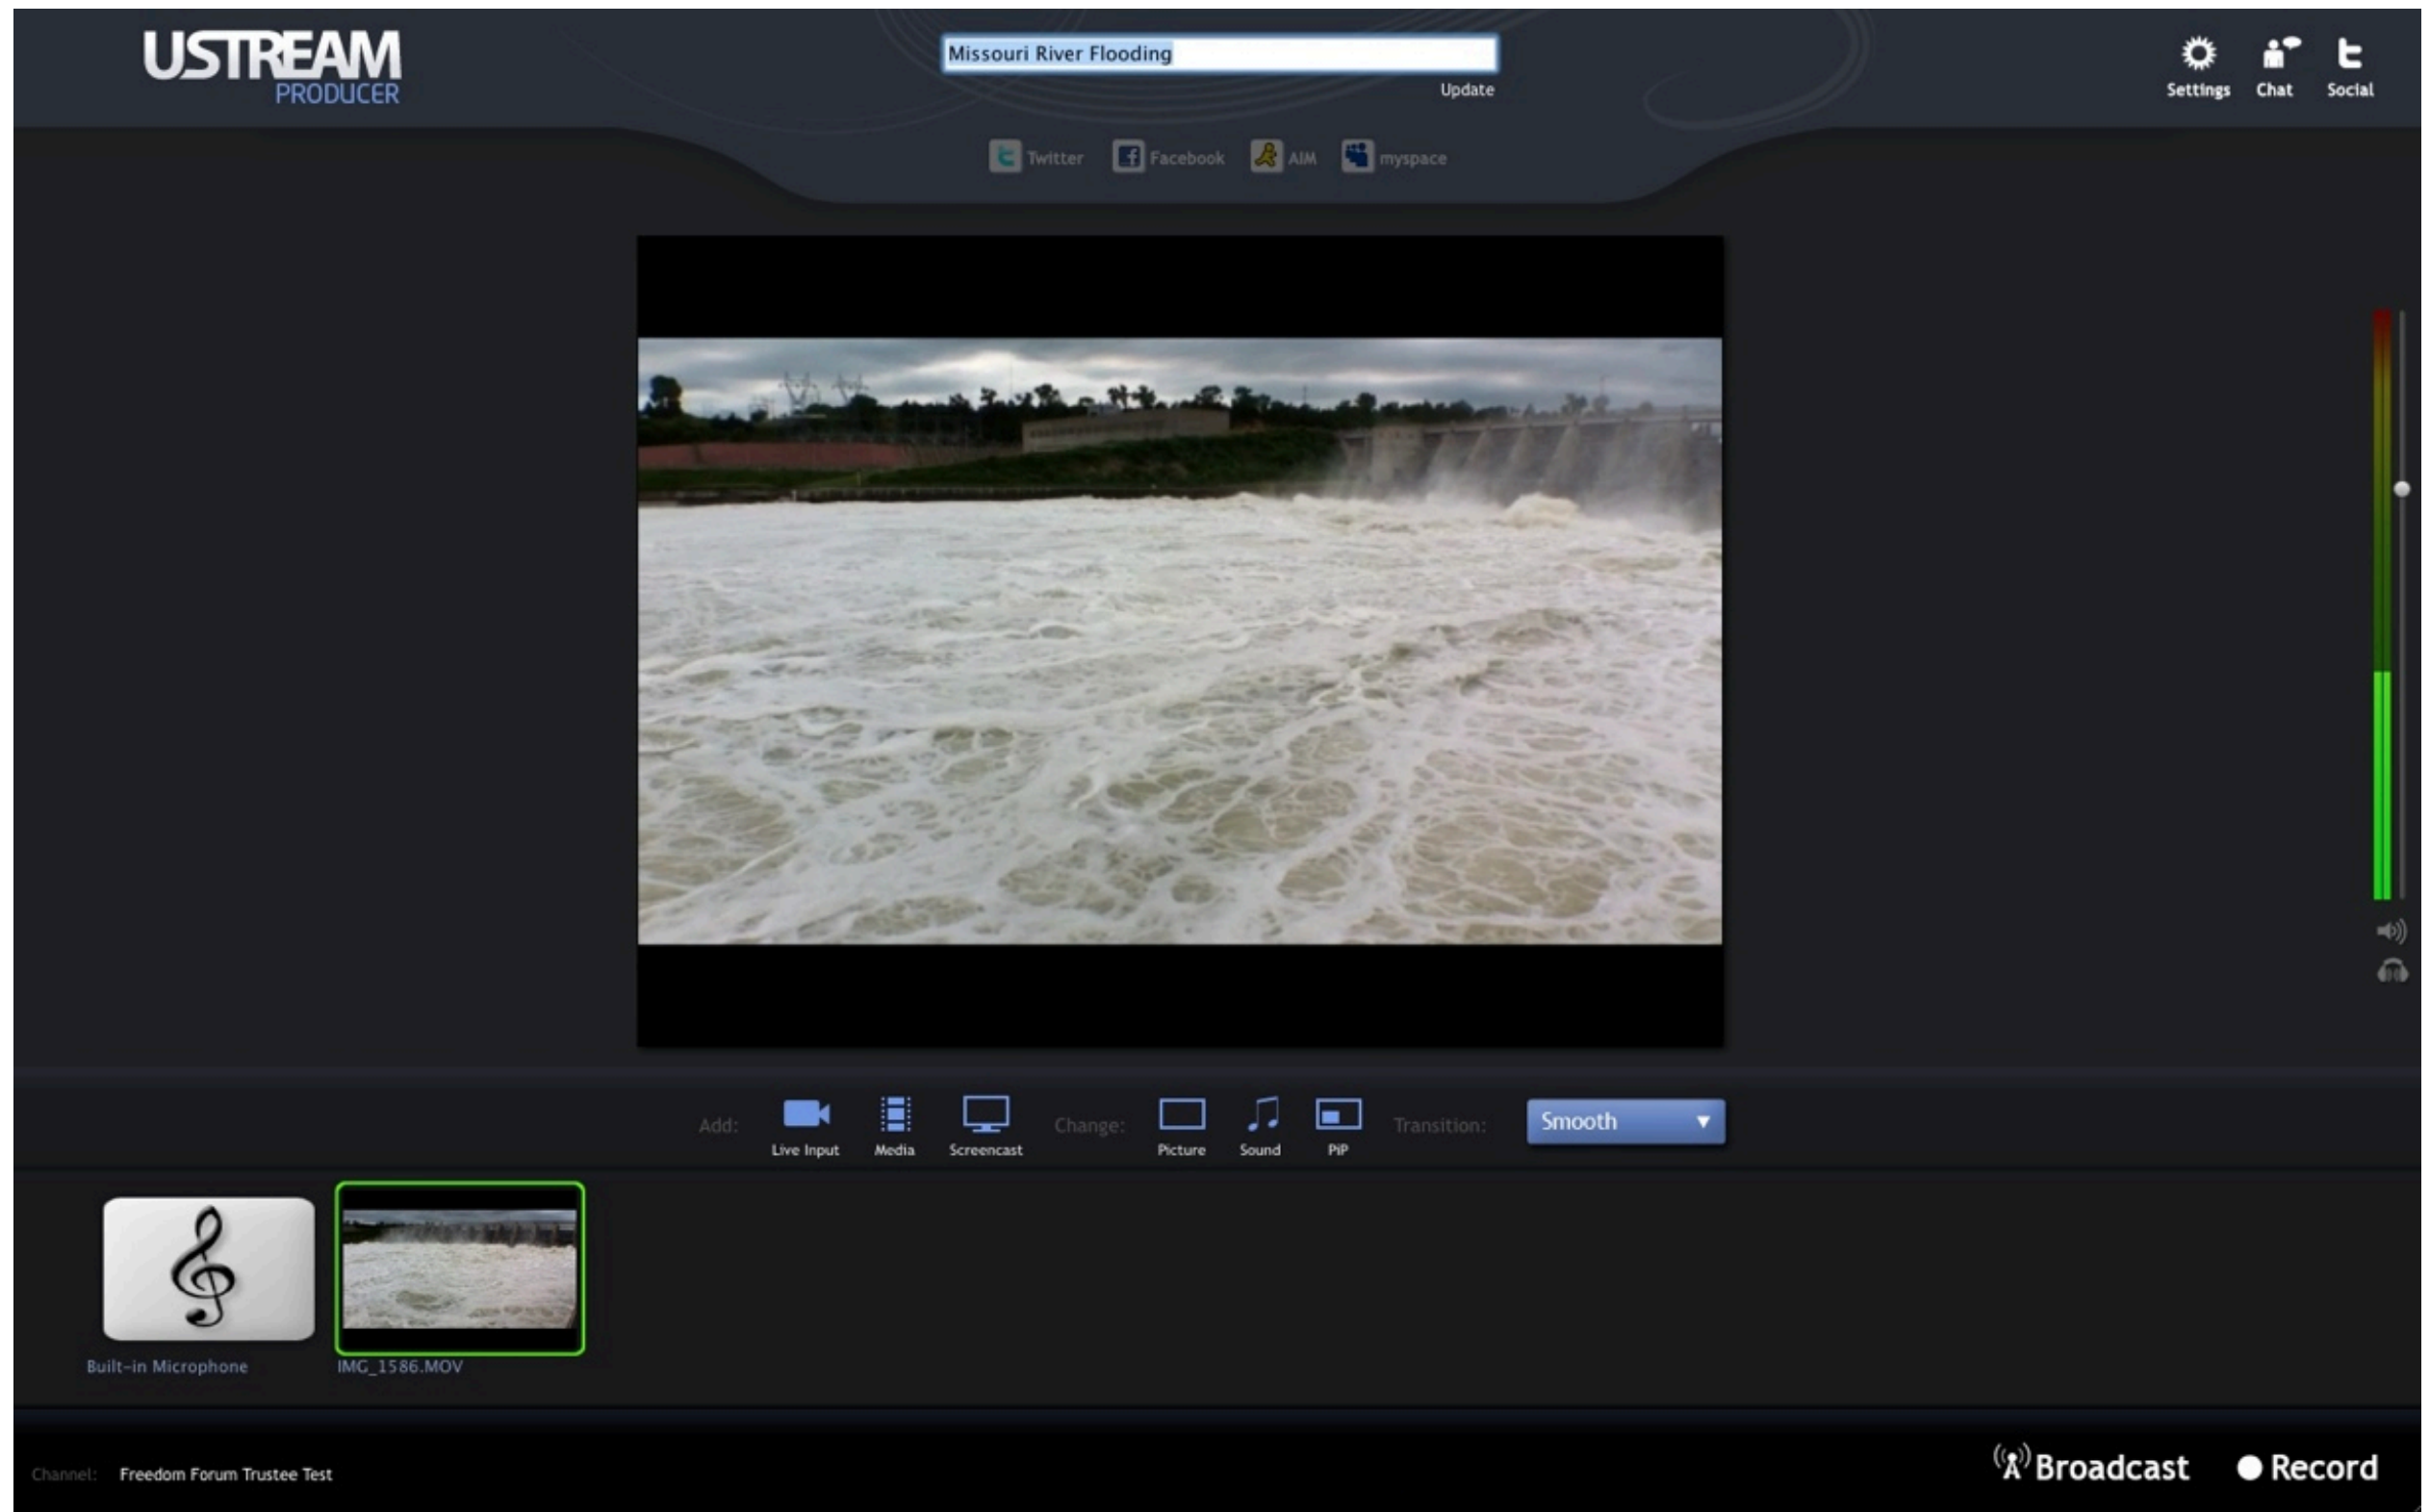 USTREAM
PRODUCER
Missouri River Flooding
Update
Settings Chat Social
Twitter Facebook AIM myspace
Add: Live Input Media Screencast Change: Picture Sound PiP Transition: Smooth
Built-in Microphone IMG_1586.MOV
Channel: Freedom Forum Trustee Test
Broadcast Record